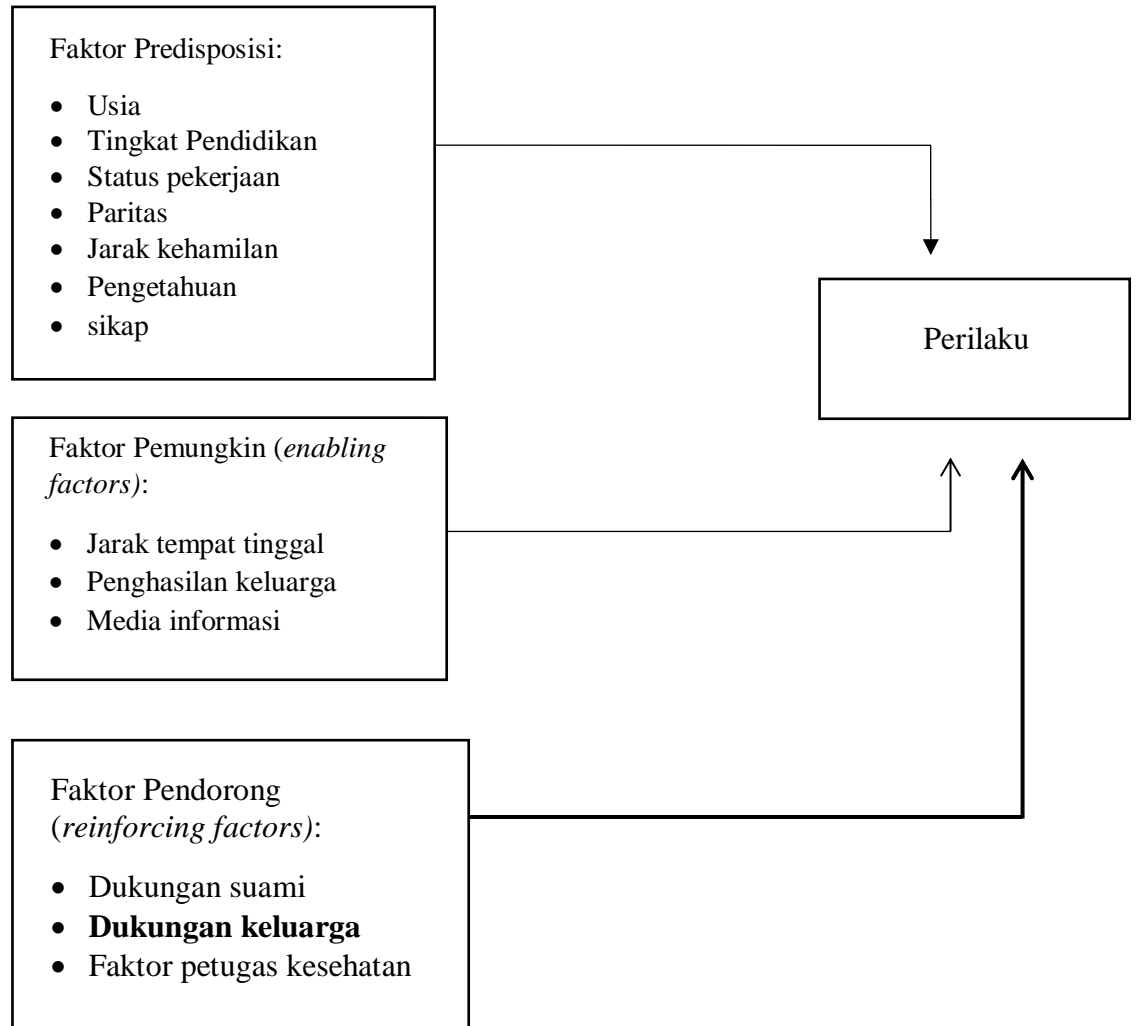 Faktor Predisposisi:
• Usia
• Tingkat Pendidikan
• Status pekerjaan
• Paritas
• Jarak kehamilan
• Pengetahuan
• sikap
Perilaku
Faktor Pemungkin (enabling
factors):
• Jarak tempat tinggal
• Penghasilan keluarga
• Media informasi
Faktor Pendorong
(reinforcing factors):
• Dukungan suami
• Dukungan keluarga
• Faktor petugas kesehatan